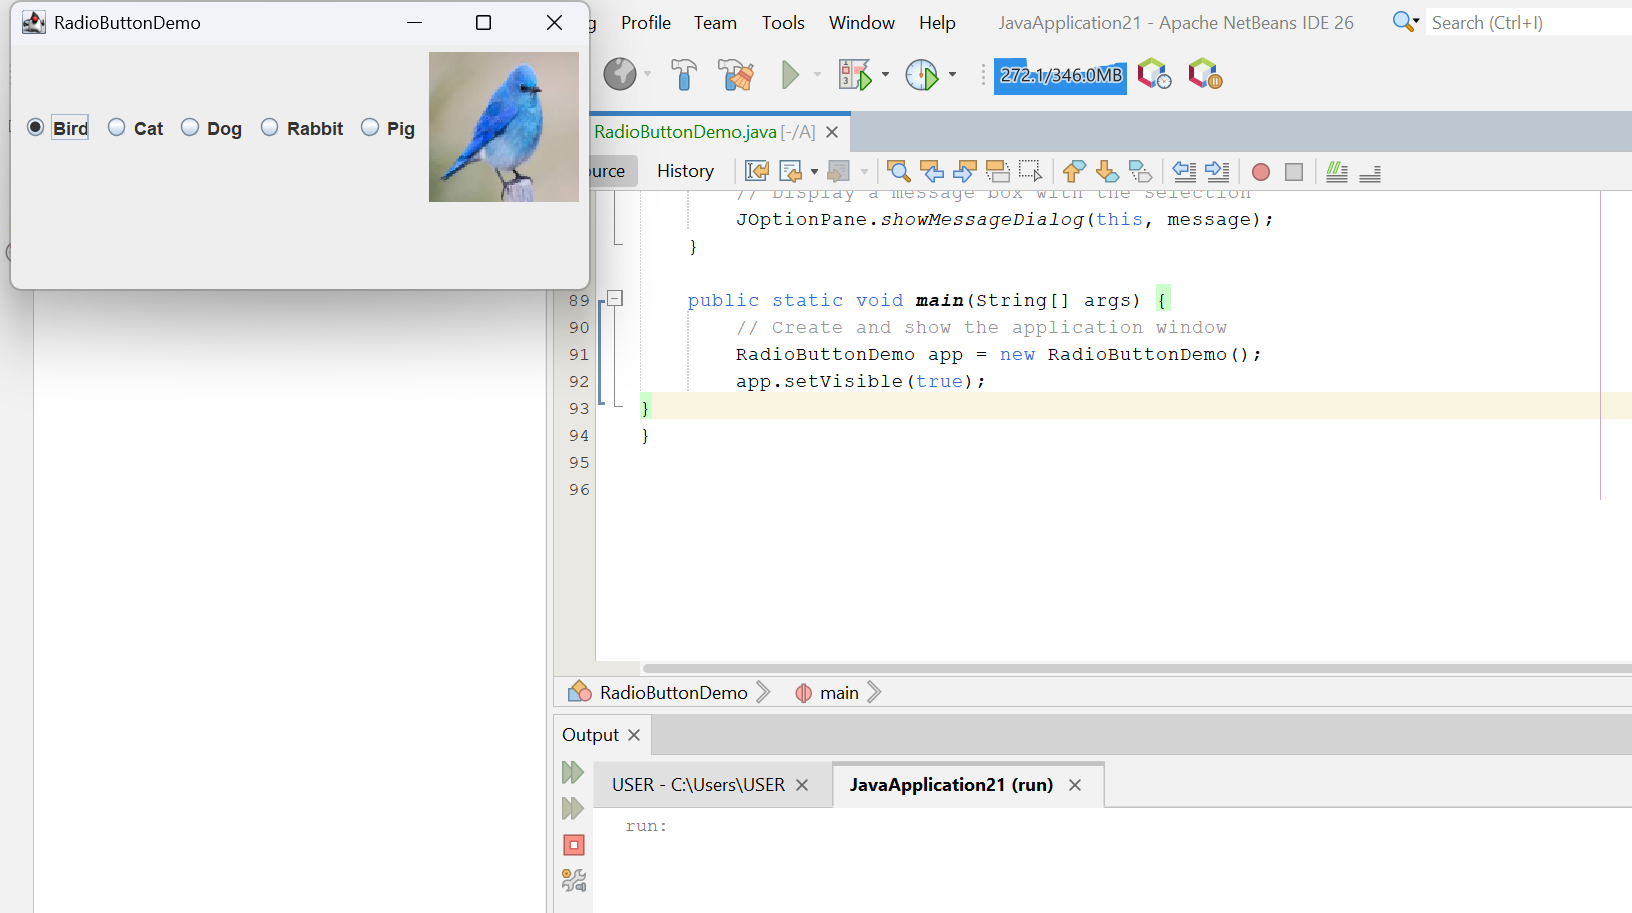 RadioButtonDemo
Bird Cat Dog Rabbit Pig
Profile Team Tools Window Help JavaApplication21 - Apache NetBeans IDE 26 Search (Ctrl+I)
272.1/346.0MB
RadioButtonDemo.java [-/A]
History
// Display a message box with the selection
JOptionPane.showMessageDialog(this, message);
}
89 public static void main(String[] args) {
90 // Create and show the application window
91 RadioButtonDemo app = new RadioButtonDemo();
92 app.setVisible(true);
93 }
94 }
95
96
RadioButtonDemo main
Output
USER - C:\Users\USER JavaApplication21 (run)
run: